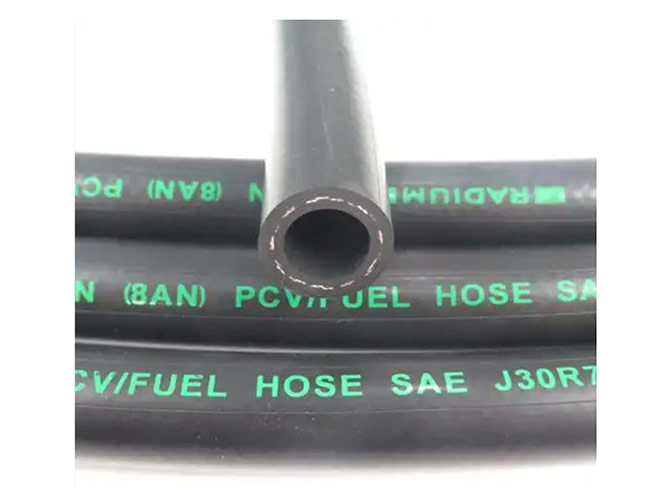 RADIUM N (8AN) PC
N (8AN) PCV/FUEL HOSE SA
CV/FUEL HOSE SAE J30R7